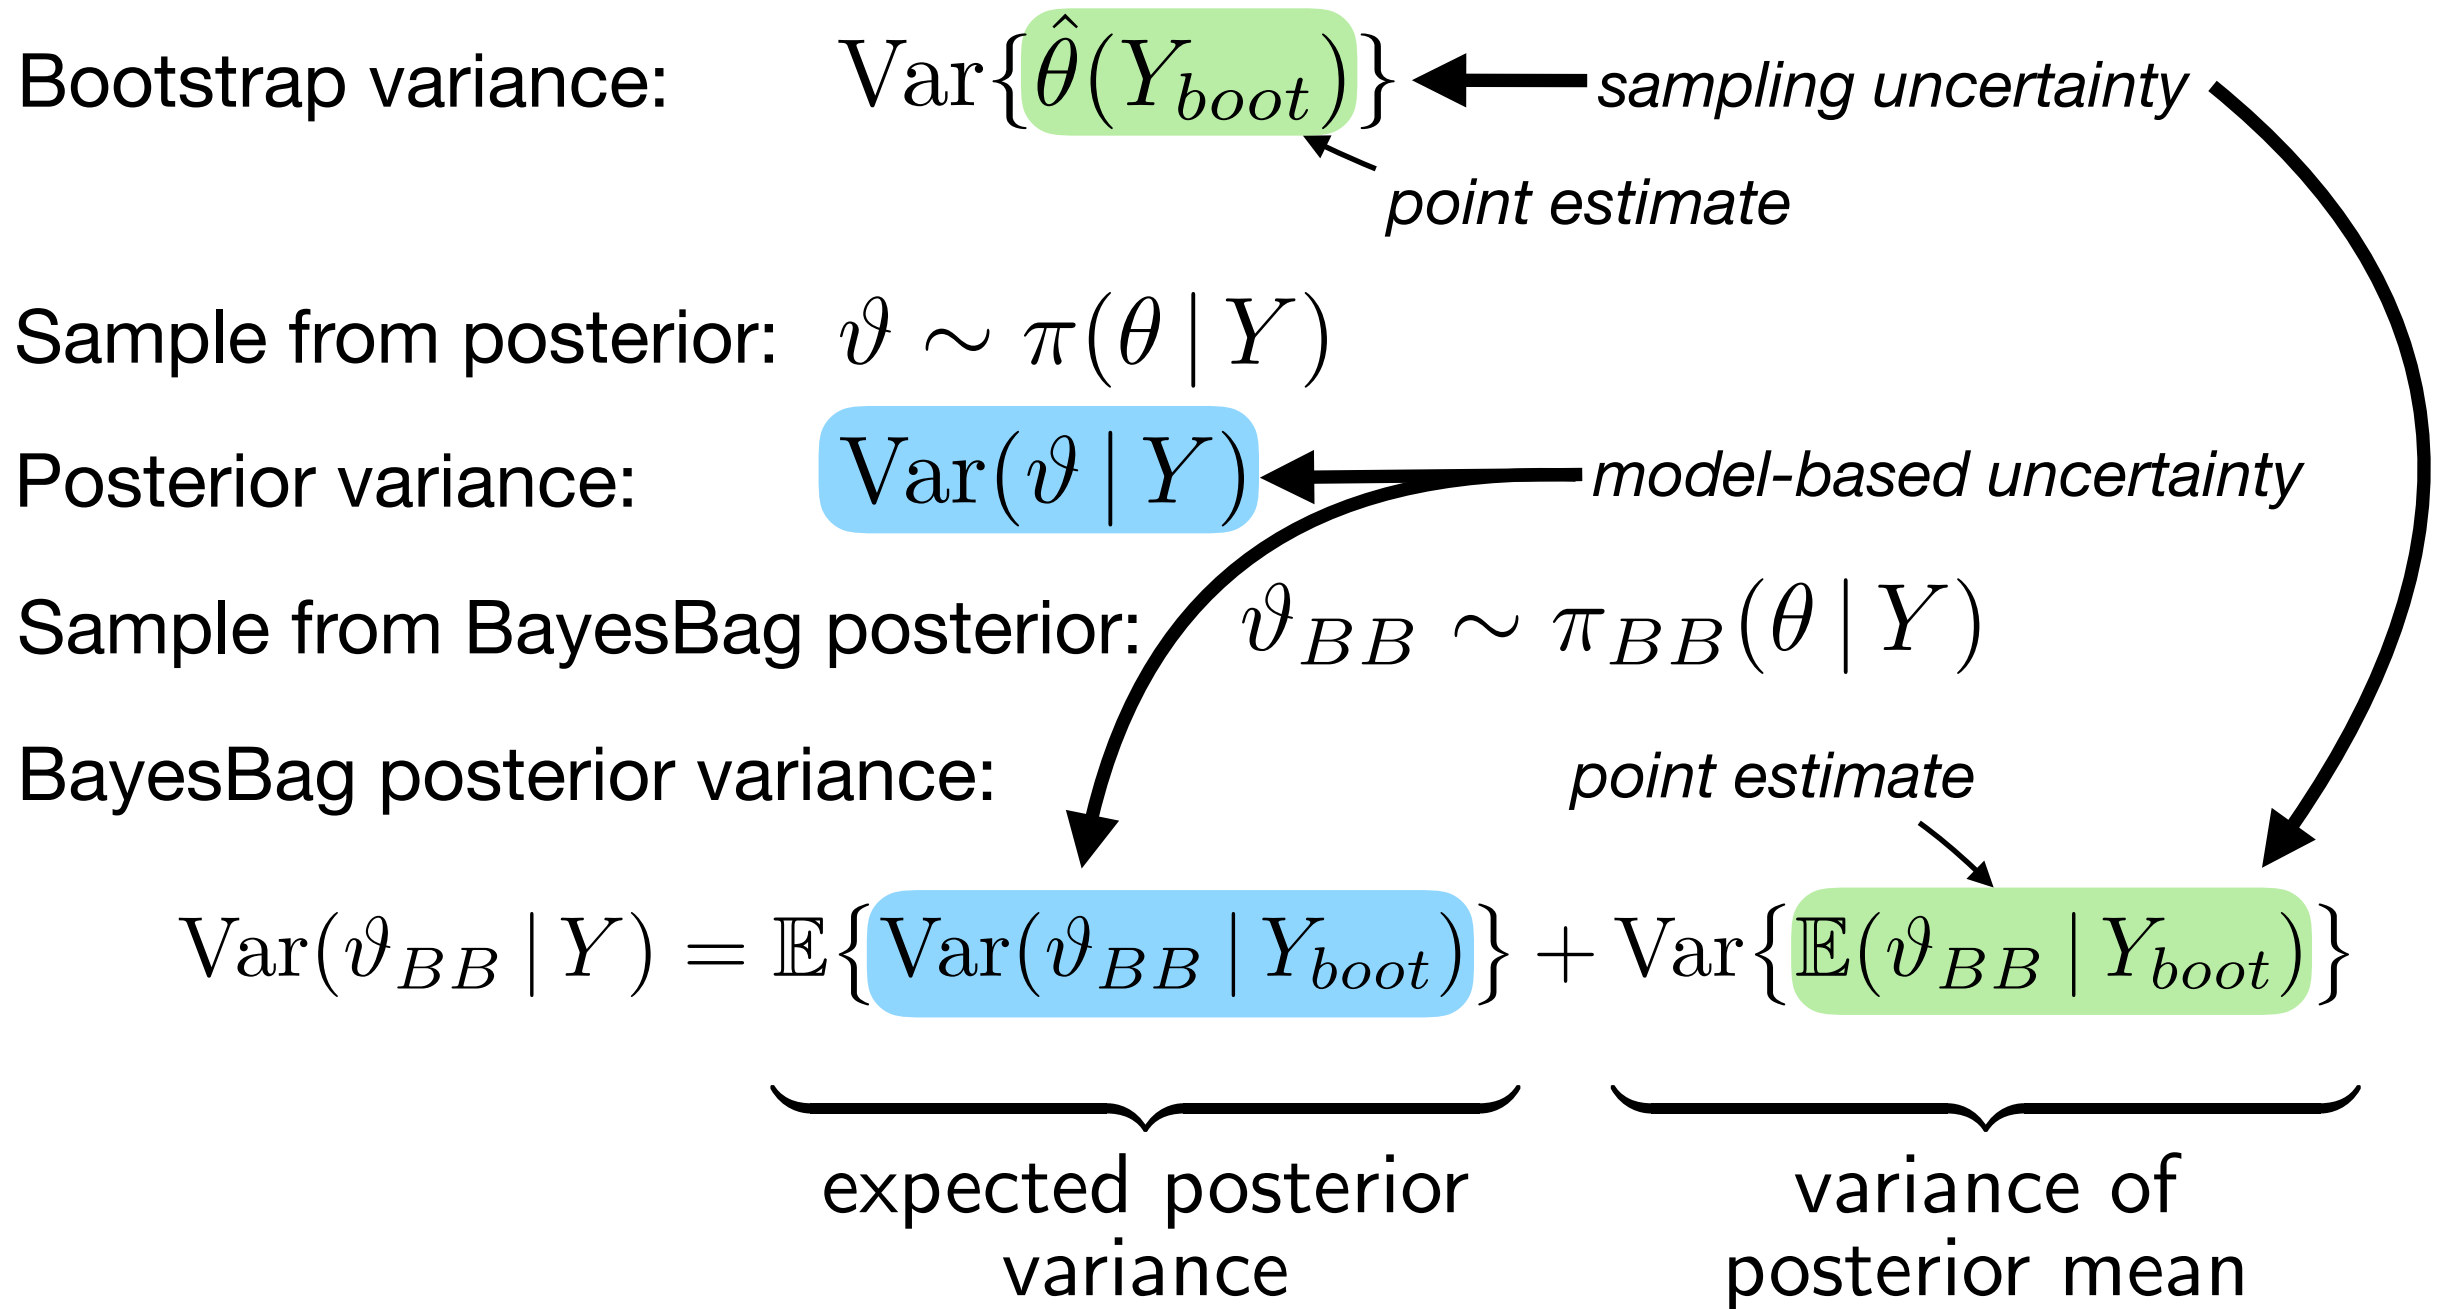 Bootstrap variance: Var{θ̂(Y_boot)} sampling uncertainty
point estimate
Sample from posterior: ϑ ∼ π(θ | Y)
Posterior variance: Var(ϑ | Y) model-based uncertainty
Sample from BayesBag posterior: ϑ_BB ∼ π_BB(θ | Y)
BayesBag posterior variance: point estimate
Var(ϑ_BB | Y) = 𝔼{Var(ϑ_BB | Y_boot)} + Var{𝔼(ϑ_BB | Y_boot)}
expected posterior variance of
variance posterior mean